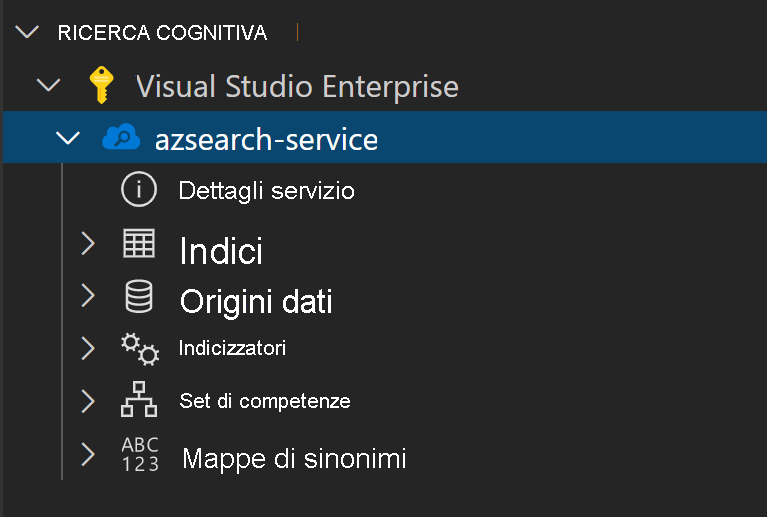 RICERCA COGNITIVA
Visual Studio Enterprise
azsearch-service
Dettagli servizio
Indici
Origini dati
Indicizzatori
Set di competenze
ABC
123
Mappe di sinonimi